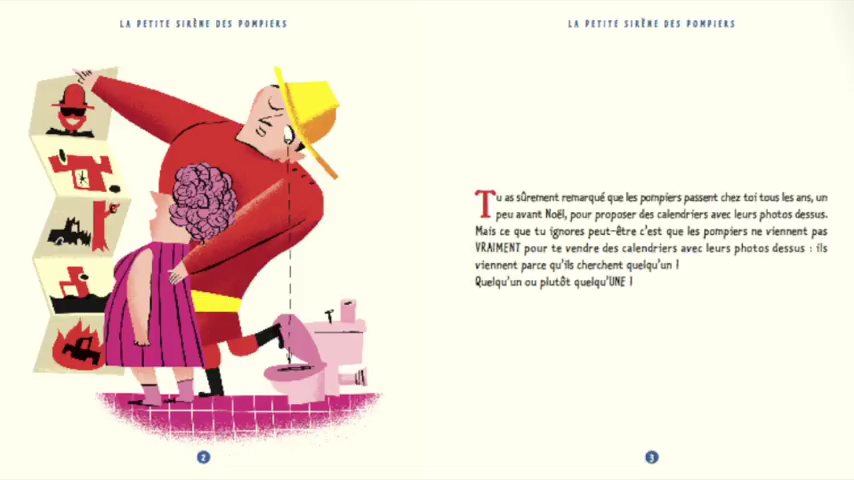 LA PETITE SIRÈNE DES POMPIERS
2
LA PETITE SIRÈNE DES POMPIERS
Tu as sûrement remarqué que les pompiers passent chez toi tous les ans, un
peu avant Noël, pour proposer des calendriers avec leurs photos dessus.
Mais ce que tu ignores peut-être c'est que les pompiers ne viennent pas
VRAIMENT pour te vendre des calendriers avec leurs photos dessus : ils
viennent parce qu'ils cherchent quelqu'un !
Quelqu'un ou plutôt quelqu'UNE !
3